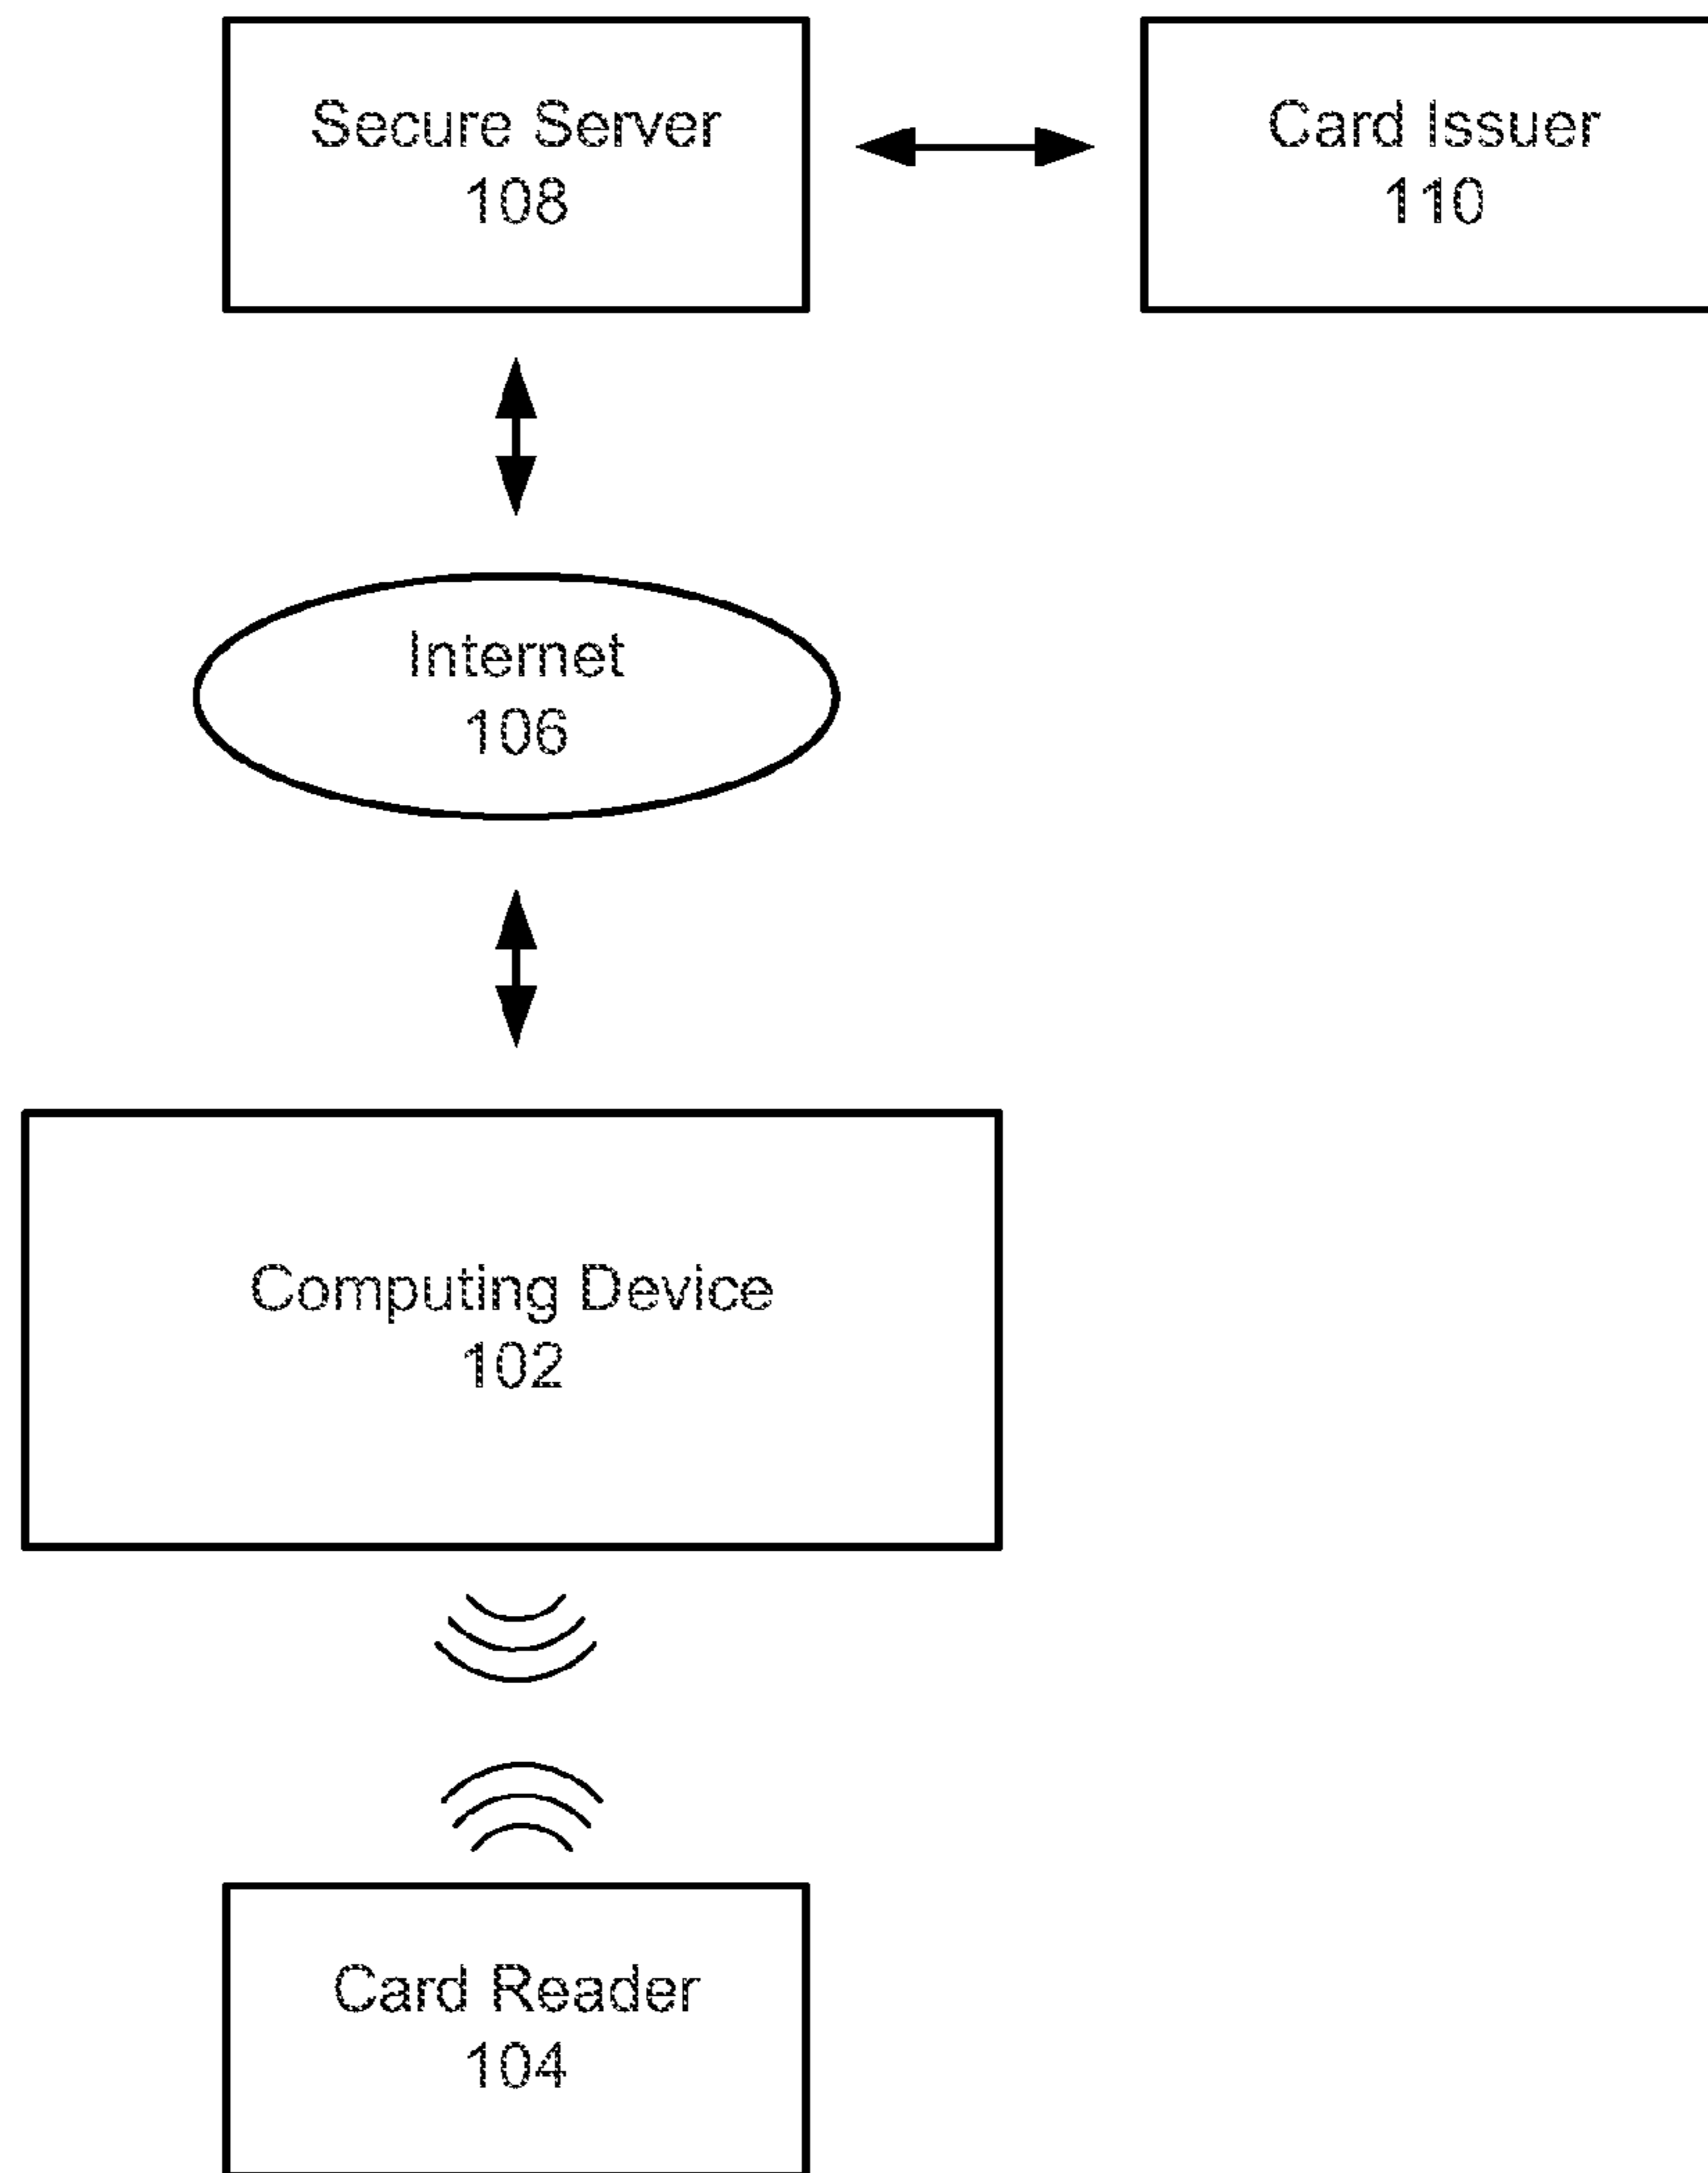 Secure Server
108
Card Issuer
110
Internet
106
Computing Device
102
Card Reader
104